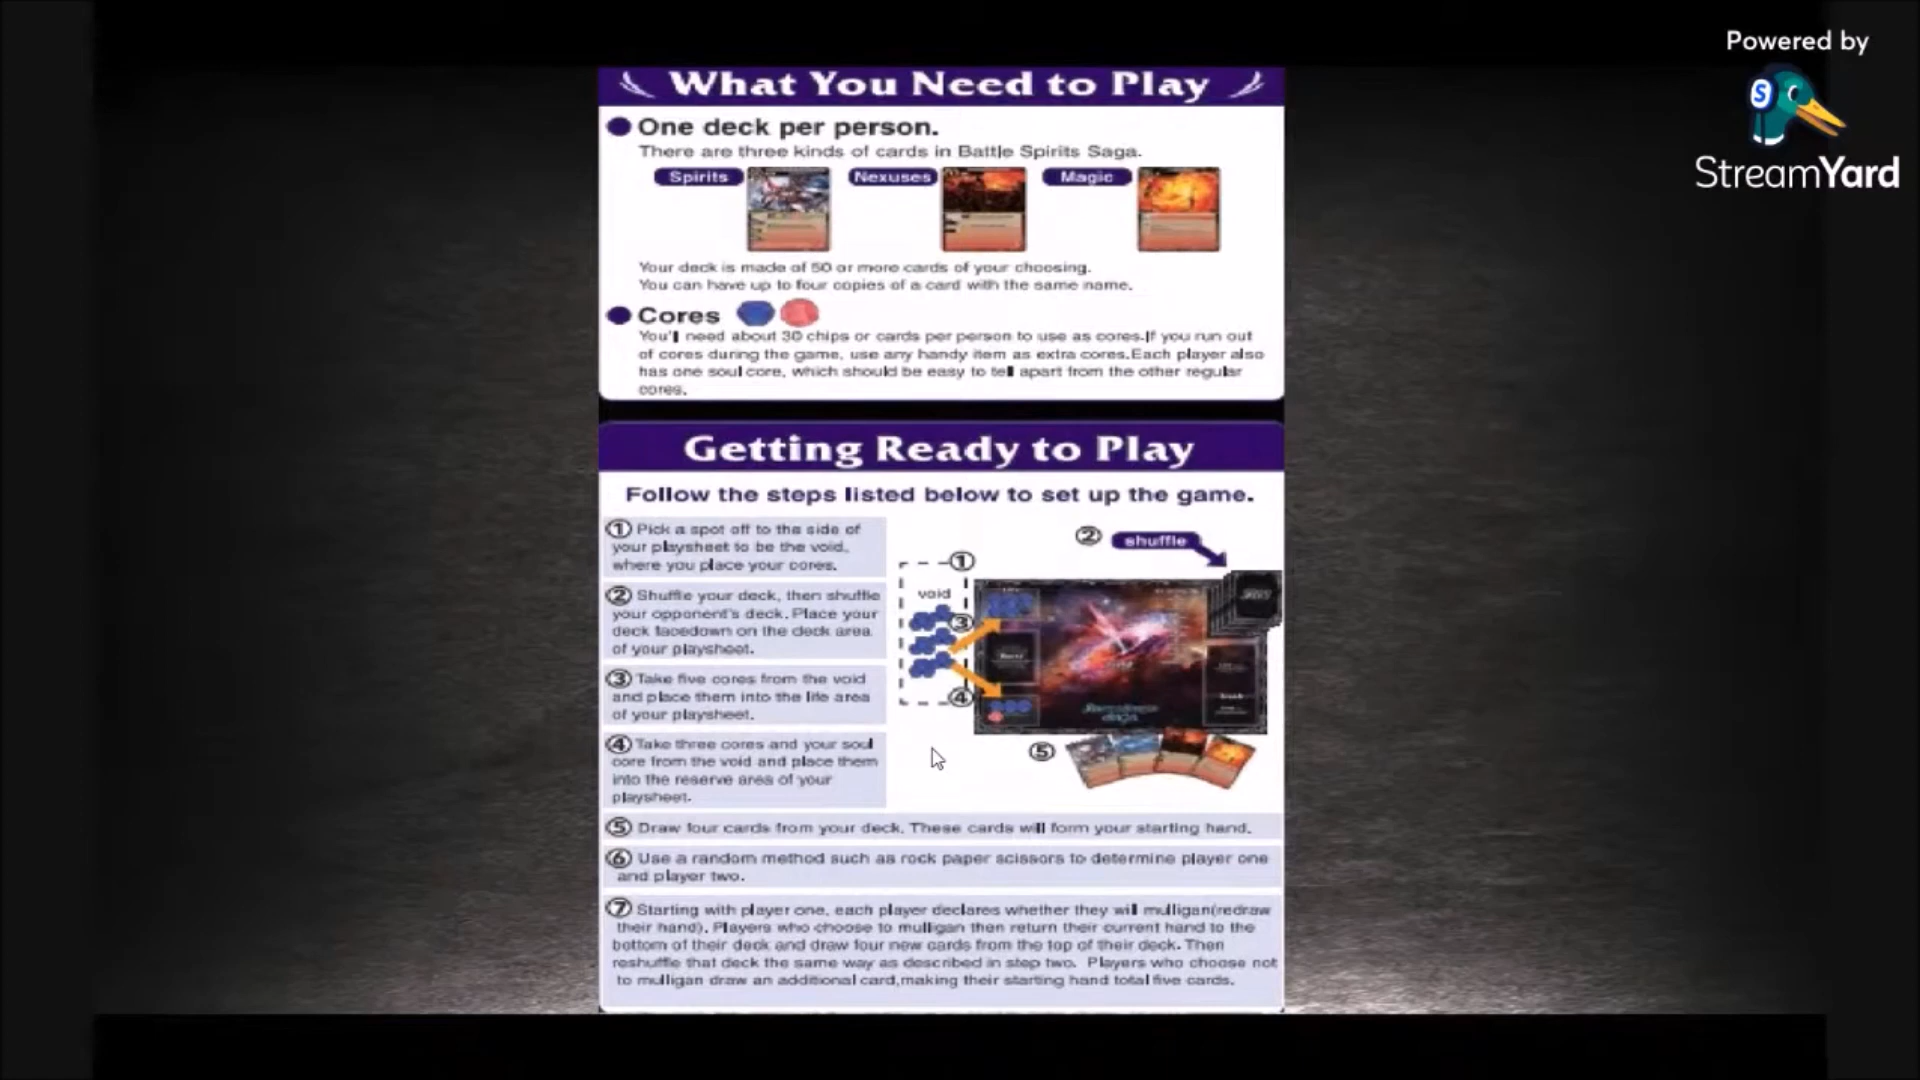 Powered by
StreamYard
What You Need to Play
One deck per person.
There are three kinds of cards in Battle Spirits Saga.
Spirits
Nexuses
Magic
Your deck is made of 50 or more cards of your choosing.
You can have up to four copies of a card with the same name.
Cores
You'll need about 30 chips or cards per person to use as cores.If you run out
of cores during the game, use any handy item as extra cores.Each player also
has one soul core, which should be easy to tell apart from the other regular
cores.
Getting Ready to Play
Follow the steps listed below to set up the game.
① Pick a spot off to the side of
your playsheet to be the void,
where you place your cores.
② Shuffle your deck, then shuffle
your opponent's deck. Place your
deck facedown on the deck area
of your playsheet.
③ Take five cores from the void
and place them into the life area
of your playsheet.
④ Take three cores and your soul
core from the void and place them
into the reserve area of your
playsheet.
② shuffle
①
void
③
④
⑤
⑤ Draw four cards from your deck. These cards will form your starting hand.
⑥ Use a random method such as rock paper scissors to determine player one
and player two.
⑦ Starting with player one, each player declares whether they will mulligan(redraw
their hand). Players who choose to mulligan then return their current hand to the
bottom of their deck and draw four new cards from the top of their deck. Then
reshuffle that deck the same way as described in step two. Players who choose not
to mulligan draw an additional card,making their starting hand total five cards.